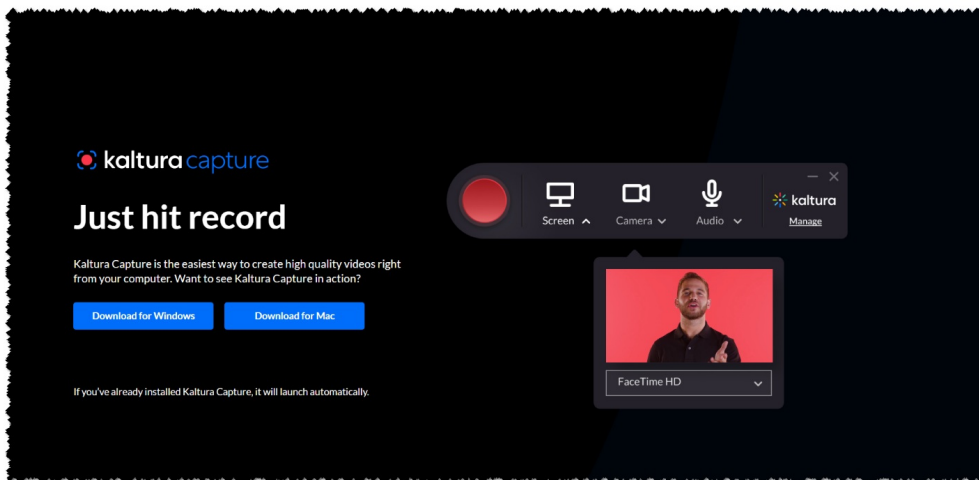 kaltura capture
Just hit record
Kaltura Capture is the easiest way to create high quality videos right
from your computer. Want to see Kaltura Capture in action?
Download for Windows
Download for Mac
If you've already installed Kaltura Capture, it will launch automatically.
Screen
Camera
Audio
kaltura
Manage
FaceTime HD